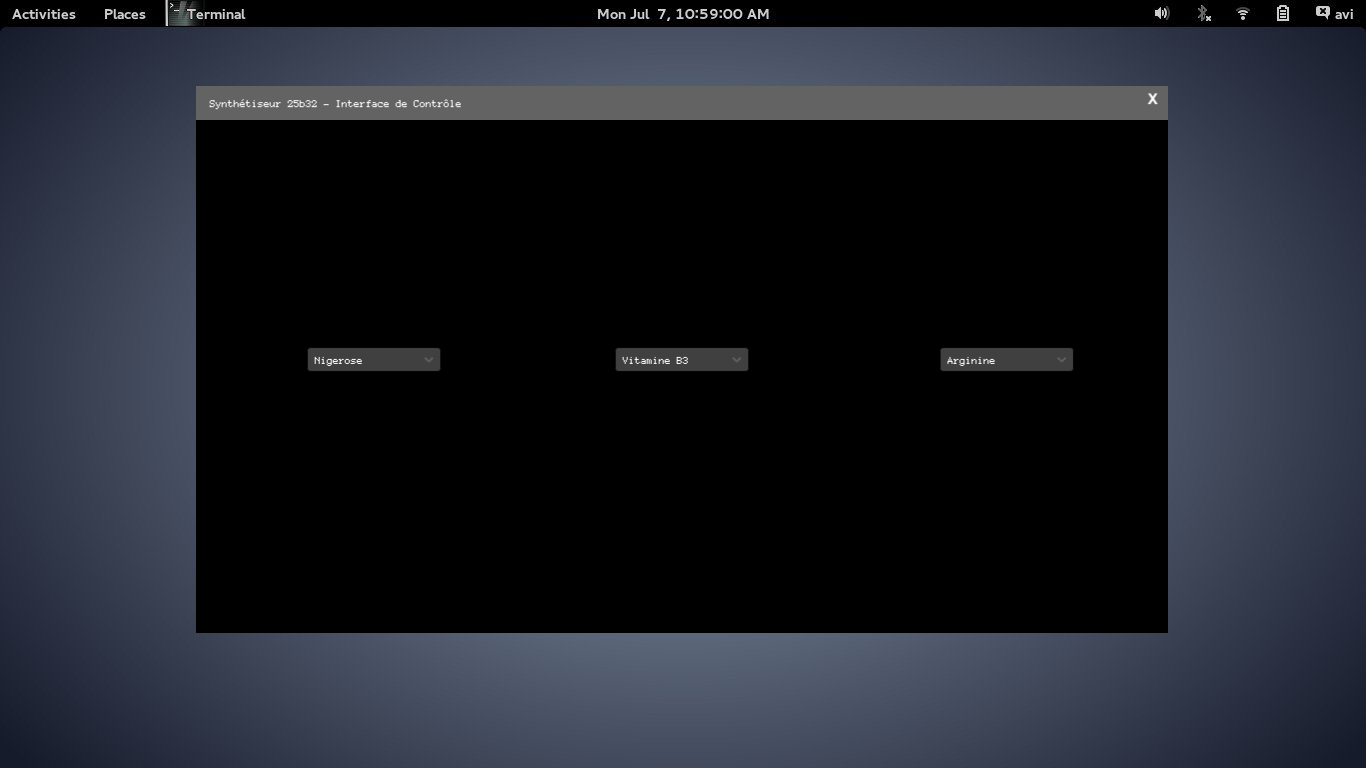 Activities Places Terminal Mon Jul 7, 10:59:00 AM avi
Synthétiseur 25b32 - Interface de Contrôle X
Nigerose Vitamine B3 Arginine